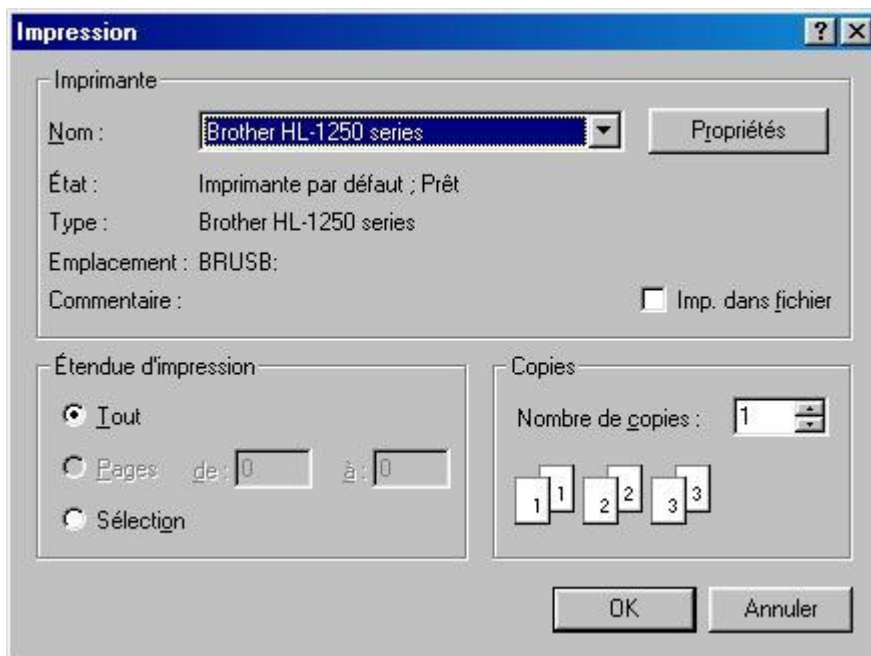 Impression
Imprimante
Nom : Brother HL-1250 series Propriétés
État : Imprimante par défaut ; Prêt
Type : Brother HL-1250 series
Emplacement : BRUSB:
Commentaire : Imp. dans fichier
Étendue d'impression
Tout
Pages de : 0 à : 0
Sélection
Copies
Nombre de copies : 1
1 1 2 2 3 3
OK Annuler